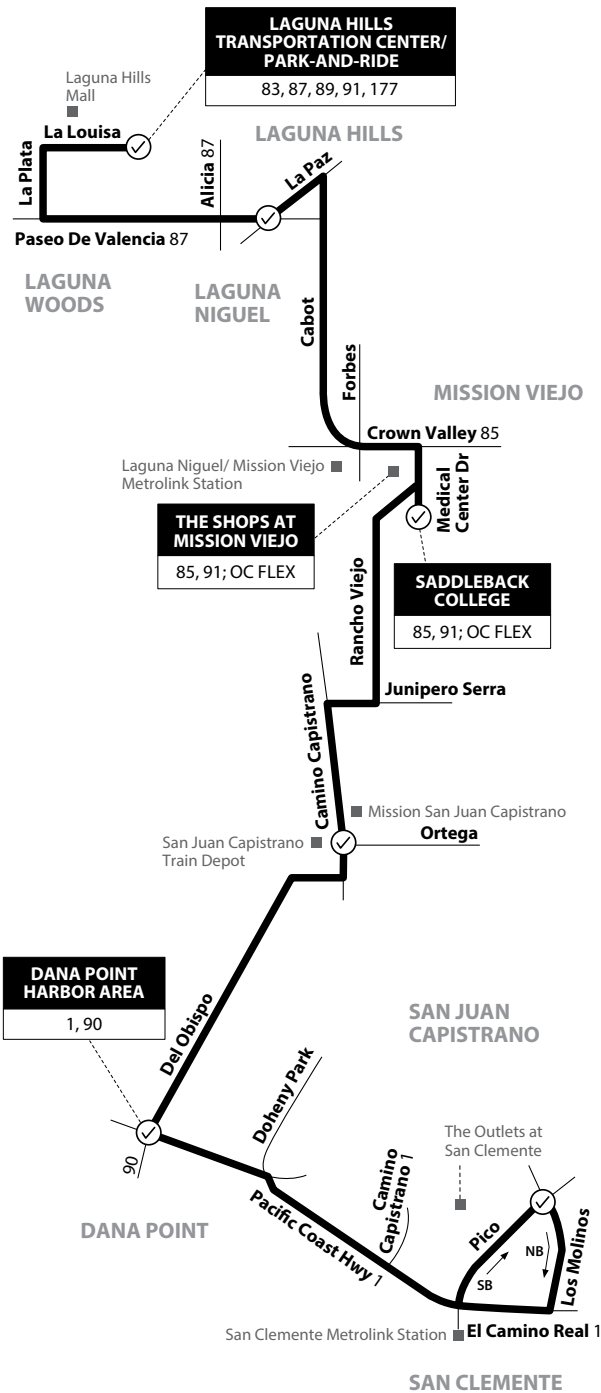 LAGUNA HILLS
TRANSPORTATION CENTER/
PARK-AND-RIDE
83, 87, 89, 91, 177
Laguna Hills
Mall
La Louisa
LAGUNA HILLS
La Plata
Alicia 87
La Paz
Paseo De Valencia 87
LAGUNA
WOODS
LAGUNA
NIGUEL
Cabot
Forbes
MISSION VIEJO
Crown Valley 85
Laguna Niguel/ Mission Viejo
Metrolink Station
Medical
Center Dr
THE SHOPS AT
MISSION VIEJO
85, 91; OC FLEX
SADDLEBACK
COLLEGE
85, 91; OC FLEX
Rancho Viejo
Junipero Serra
Camino Capistrano
Mission San Juan Capistrano
Ortega
San Juan Capistrano
Train Depot
DANA POINT
HARBOR AREA
1, 90
Del Obispo
SAN JUAN
CAPISTRANO
Doheny Park
90
The Outlets at
San Clemente
Camino
Capistrano 1
DANA POINT
Pacific Coast Hwy 1
Pico
NB
SB
Los Molinos
San Clemente Metrolink Station
El Camino Real 1
SAN CLEMENTE